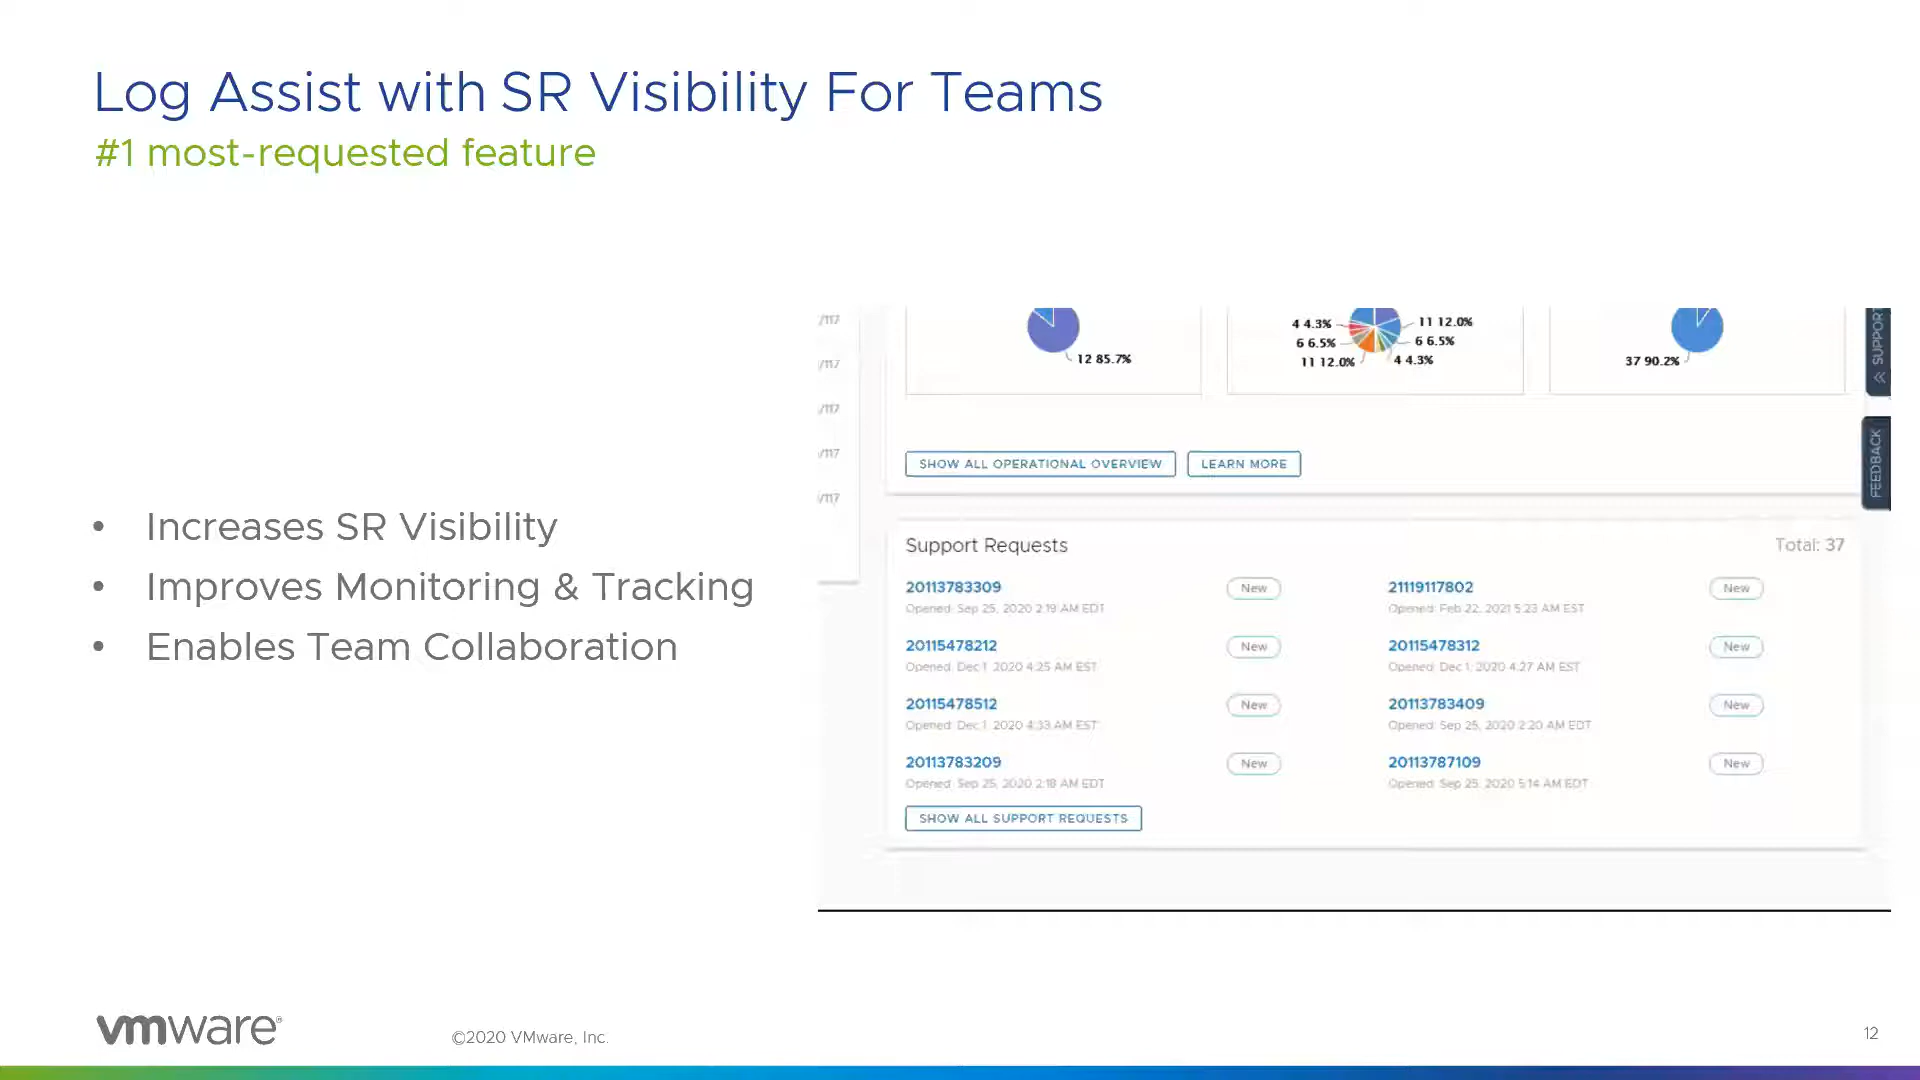 Log Assist with SR Visibility For Teams
#1 most-requested feature
• Increases SR Visibility
• Improves Monitoring & Tracking
• Enables Team Collaboration
/117
/117
/117
/117
/117
12 85.7%
4 4.3%
6 6.5%
11 12.0%
11 12.0%
6 6.5%
4 4.3%
37 90.2%
SUPPORT
FEEDBACK
SHOW ALL OPERATIONAL OVERVIEW LEARN MORE
Support Requests Total: 37
20113783309 New 21119117802 New
Opened: Sep 25, 2020 2:19 AM EDT Opened: Feb 22, 2021 5:23 AM EST
20115478212 New 20115478312 New
Opened: Dec 1, 2020 4:25 AM EST Opened: Dec 1, 2020 4:27 AM EST
20115478512 New 20113783409 New
Opened: Dec 1, 2020 4:33 AM EST Opened: Sep 25, 2020 2:20 AM EDT
20113783209 New 20113787109 New
Opened: Sep 25, 2020 2:18 AM EDT Opened: Sep 25, 2020 5:14 AM EDT
SHOW ALL SUPPORT REQUESTS
vmware®
©2020 VMware, Inc.
12